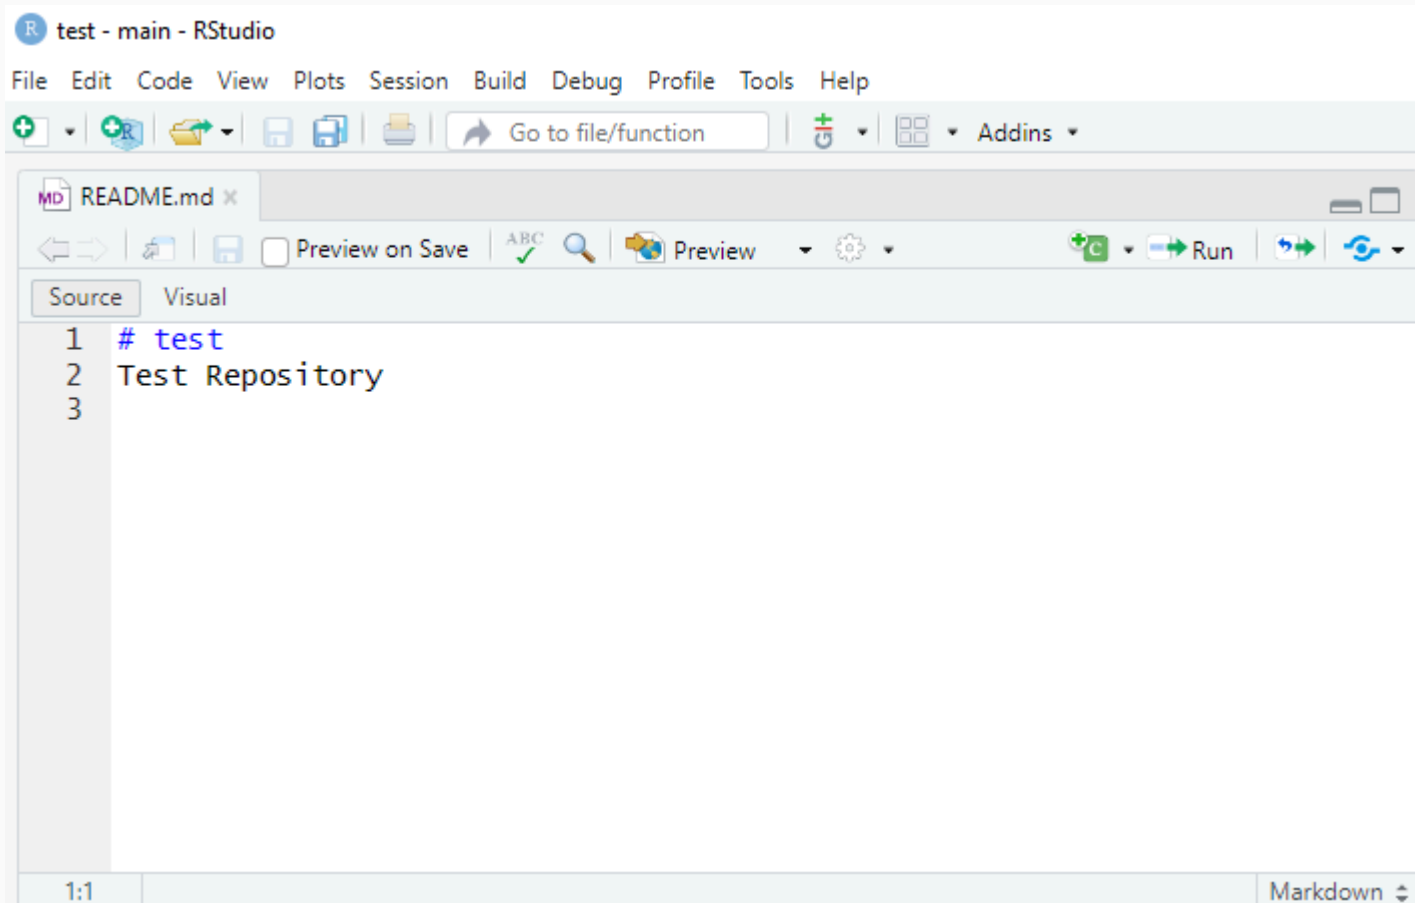 R test - main - RStudio
File Edit Code View Plots Session Build Debug Profile Tools Help
R Go to file/function Addins
MD README.md
Preview on Save ABC Preview C Run
Source Visual
1 # test
2 Test Repository
3
1:1 Markdown